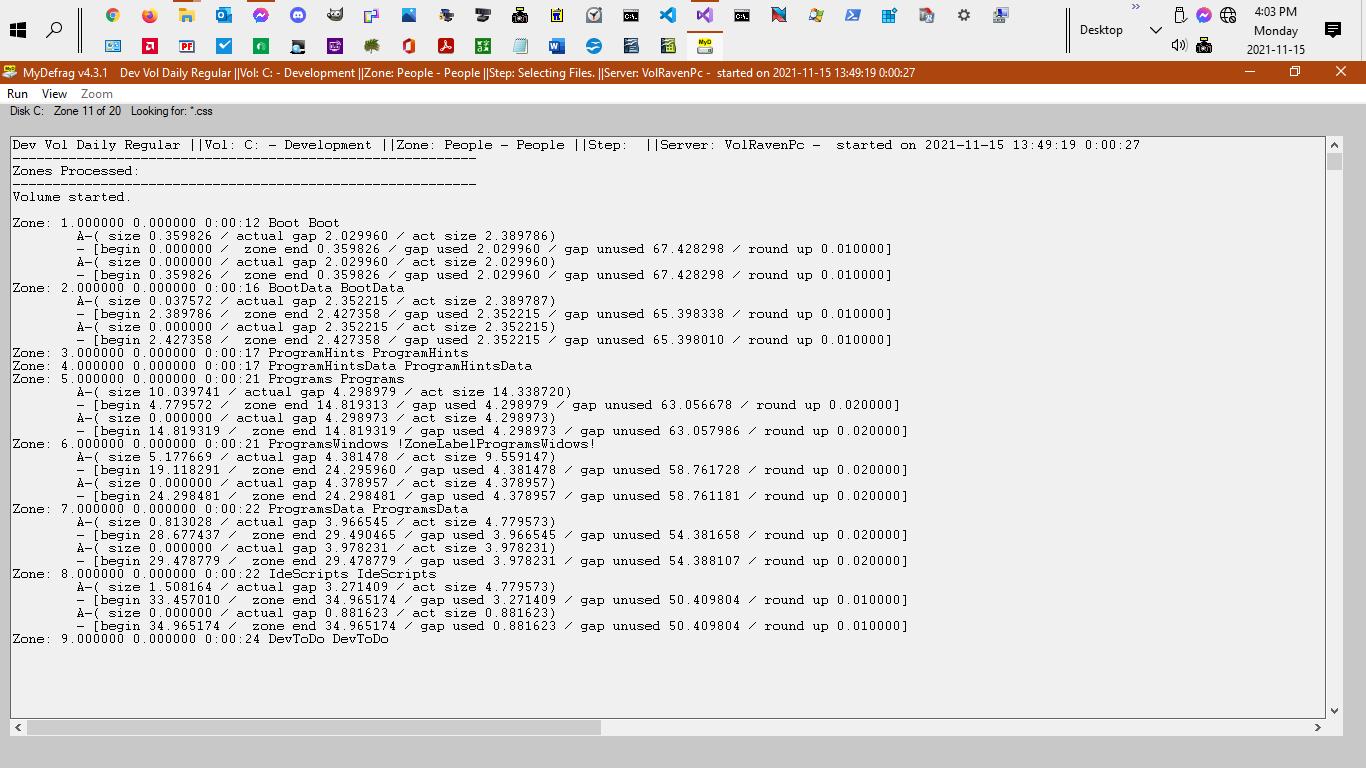 4:03 PM
Desktop
Monday
2021-11-15
MyDefrag v4.3.1 Dev Vol Daily Regular ||Vol: C: - Development ||Zone: People - People ||Step: Selecting Files. ||Server: VolRavenPc - started on 2021-11-15 13:49:19 0:00:27
Run View Zoom
Disk C: Zone 11 of 20 Looking for: *.css
Dev Vol Daily Regular ||Vol: C: - Development ||Zone: People - People ||Step: ||Server: VolRavenPc - started on 2021-11-15 13:49:19 0:00:27
----------------------------------------------------------
Zones Processed:
----------------------------------------------------------
Volume started.
Zone: 1.000000 0.000000 0:00:12 Boot Boot
A-( size 0.359826 / actual gap 2.029960 / act size 2.389786)
- [begin 0.000000 / zone end 0.359826 / gap used 2.029960 / gap unused 67.428298 / round up 0.010000]
A-( size 0.000000 / actual gap 2.029960 / act size 2.029960)
- [begin 0.359826 / zone end 0.359826 / gap used 2.029960 / gap unused 67.428298 / round up 0.010000]
Zone: 2.000000 0.000000 0:00:16 BootData BootData
A-( size 0.037572 / actual gap 2.352215 / act size 2.389787)
- [begin 2.389786 / zone end 2.427358 / gap used 2.352215 / gap unused 65.398338 / round up 0.010000]
A-( size 0.000000 / actual gap 2.352215 / act size 2.352215)
- [begin 2.427358 / zone end 2.427358 / gap used 2.352215 / gap unused 65.398010 / round up 0.010000]
Zone: 3.000000 0.000000 0:00:17 ProgramHints ProgramHints
Zone: 4.000000 0.000000 0:00:17 ProgramHintsData ProgramHintsData
Zone: 5.000000 0.000000 0:00:21 Programs Programs
A-( size 10.039741 / actual gap 4.298979 / act size 14.338720)
- [begin 4.779572 / zone end 14.819313 / gap used 4.298979 / gap unused 63.056678 / round up 0.020000]
A-( size 0.000000 / actual gap 4.298973 / act size 4.298973)
- [begin 14.819319 / zone end 14.819319 / gap used 4.298973 / gap unused 63.057986 / round up 0.020000]
Zone: 6.000000 0.000000 0:00:21 ProgramsWindows !ZoneLabelProgramsWidows!
A-( size 5.177669 / actual gap 4.381478 / act size 9.559147)
- [begin 19.118291 / zone end 24.295960 / gap used 4.381478 / gap unused 58.761728 / round up 0.020000]
A-( size 0.000000 / actual gap 4.378957 / act size 4.378957)
- [begin 24.298481 / zone end 24.298481 / gap used 4.378957 / gap unused 58.761181 / round up 0.020000]
Zone: 7.000000 0.000000 0:00:22 ProgramsData ProgramsData
A-( size 0.813028 / actual gap 3.966545 / act size 4.779573)
- [begin 28.677437 / zone end 29.490465 / gap used 3.966545 / gap unused 54.381658 / round up 0.020000]
A-( size 0.000000 / actual gap 3.978231 / act size 3.978231)
- [begin 29.478779 / zone end 29.478779 / gap used 3.978231 / gap unused 54.388107 / round up 0.020000]
Zone: 8.000000 0.000000 0:00:22 IdeScripts IdeScripts
A-( size 1.508164 / actual gap 3.271409 / act size 4.779573)
- [begin 33.457010 / zone end 34.965174 / gap used 3.271409 / gap unused 50.409804 / round up 0.010000]
A-( size 0.000000 / actual gap 0.881623 / act size 0.881623)
- [begin 34.965174 / zone end 34.965174 / gap used 0.881623 / gap unused 50.409804 / round up 0.010000]
Zone: 9.000000 0.000000 0:00:24 DevToDo DevToDo